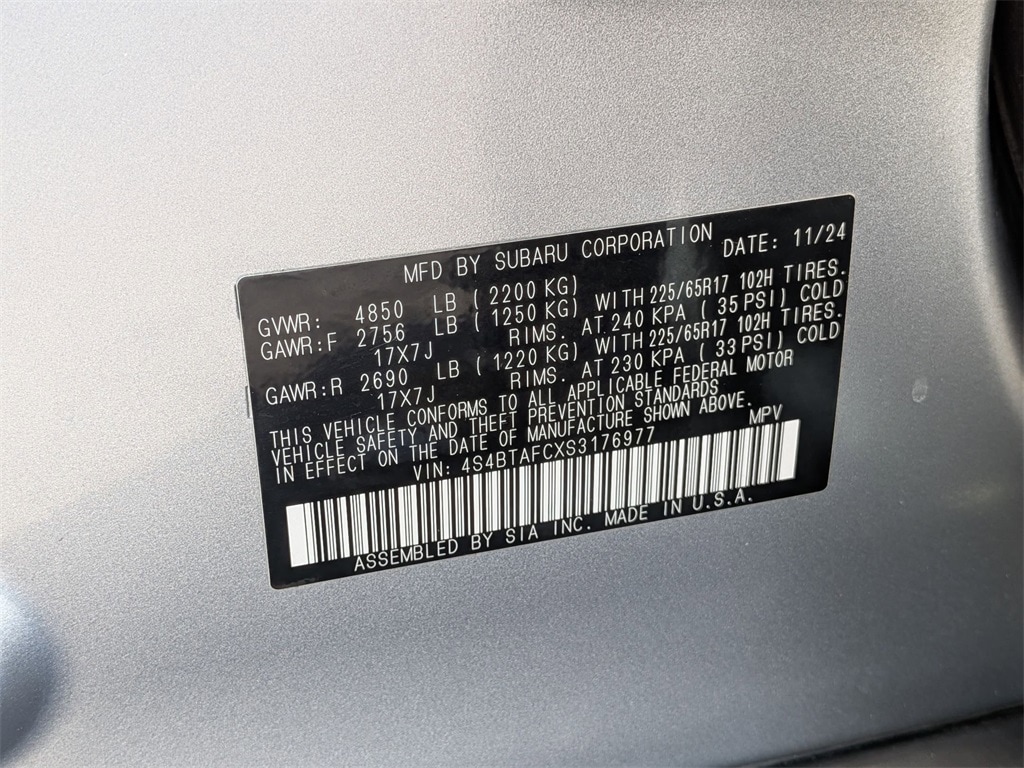 MFD BY SUBARU CORPORATION DATE: 11/24
GVWR: 4850 LB ( 2200 KG)
GAWR:F 2756 LB ( 1250 KG) WITH 225/65R17 102H TIRES.
17X7J RIMS. AT 240 KPA ( 35 PSI) COLD
GAWR:R 2690 LB ( 1220 KG) WITH 225/65R17 102H TIRES.
17X7J RIMS. AT 230 KPA ( 33 PSI) COLD
THIS VEHICLE CONFORMS TO ALL APPLICABLE FEDERAL MOTOR
VEHICLE SAFETY AND THEFT PREVENTION STANDARDS
IN EFFECT ON THE DATE OF MANUFACTURE SHOWN ABOVE.
VIN: 4S4BTAFCXS3176977 MPV
ASSEMBLED BY SIA INC. MADE IN U.S.A.